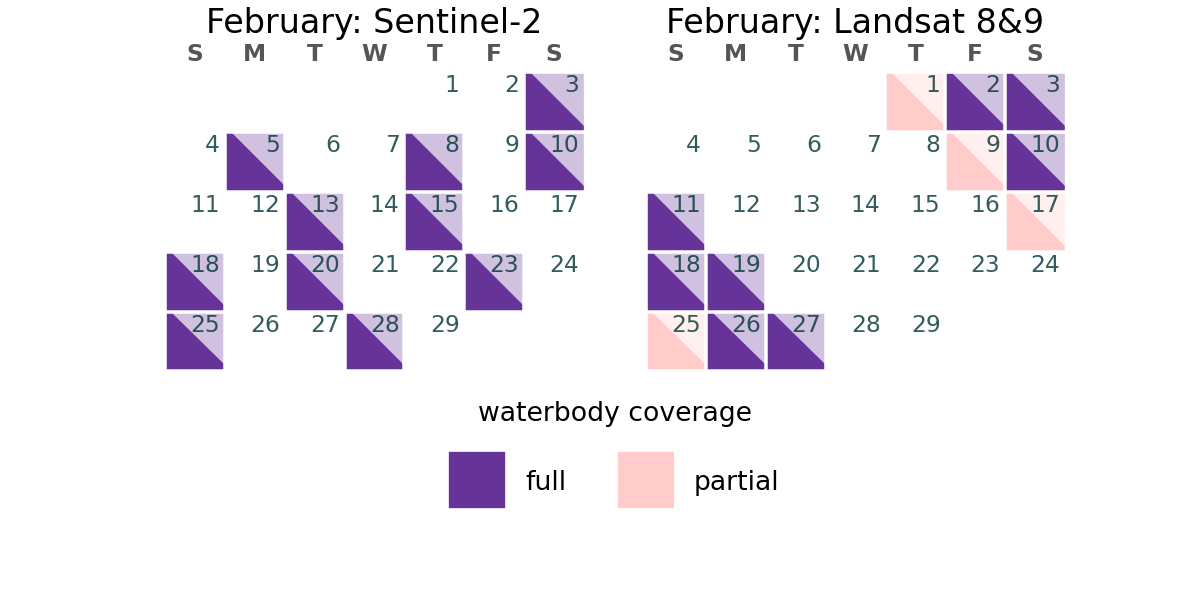 February: Sentinel-2
S M T W T F S
1 2 3
4 5 6 7 8 9 10
11 12 13 14 15 16 17
18 19 20 21 22 23 24
25 26 27 28 29
February: Landsat 8&9
S M T W T F S
1 2 3
4 5 6 7 8 9 10
11 12 13 14 15 16 17
18 19 20 21 22 23 24
25 26 27 28 29
waterbody coverage
full
partial